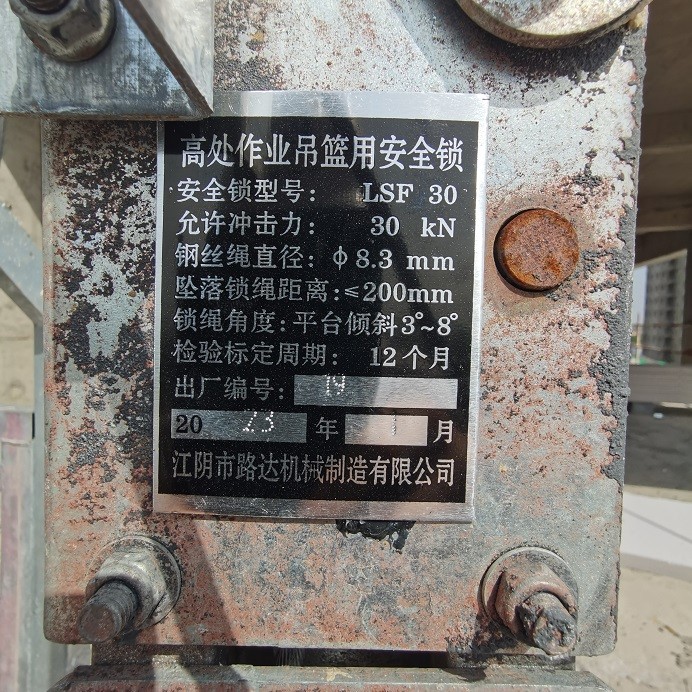 高处作业吊篮用安全锁
安全锁型号： LSF 30
允许冲击力： 30 kN
钢丝绳直径：ф8.3 mm
坠落锁绳距离：≤200mm
锁绳角度：平台倾斜3~8°
检验标定周期： 12个月
出厂编号： 19
2023 年 1 月
江阴市路达机械制造有限公司